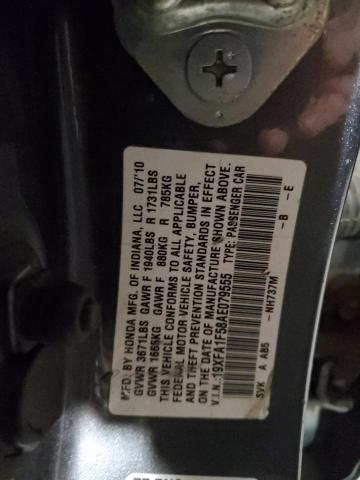 MFD. BY HONDA MFG. OF INDIANA, LLC 07/'10
GVWR 3671LBS GAWR F 1940LBS R 1731LBS
GVWR 1665KG GAWR F 880KG R 785KG
THIS VEHICLE CONFORMS TO ALL APPLICABLE
FEDERAL MOTOR VEHICLE SAFETY, BUMPER,
AND THEFT PREVENTION STANDARDS IN EFFECT
ON THE DATE OF MANUFACTURE SHOWN ABOVE.
V.I.N.: 19XFA1F58AE079555 TYPE: PASSENGER CAR
NH737M -B -E
SVK A AB5